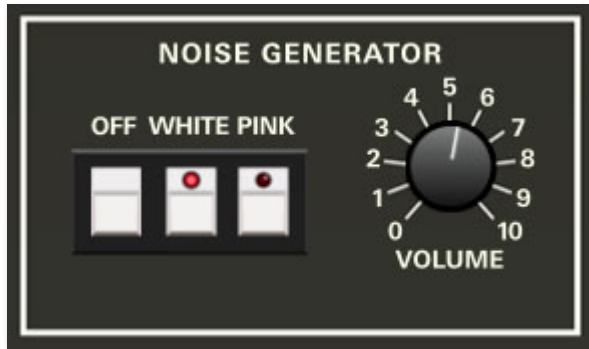 NOISE GENERATOR
OFF WHITE PINK
0 1 2 3 4 5 6 7 8 9 10
VOLUME